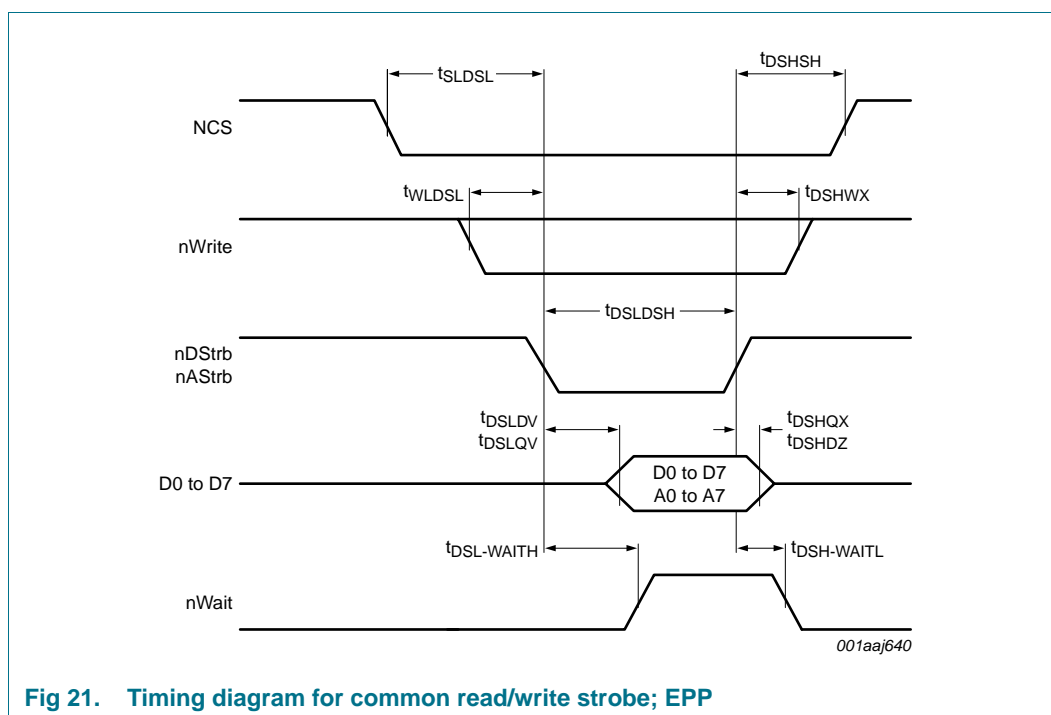 tSLDSL
tDSHSH
NCS
tWLDSL
tDSHWX
nWrite
tDSLDSH
nDStrb
nAStrb
tDSLDV
tDSLQV
tDSHQX
tDSHDZ
D0 to D7
D0 to D7
A0 to A7
tDSL-WAITH
tDSH-WAITL
nWait
001aaj640
Fig 21. Timing diagram for common read/write strobe; EPP